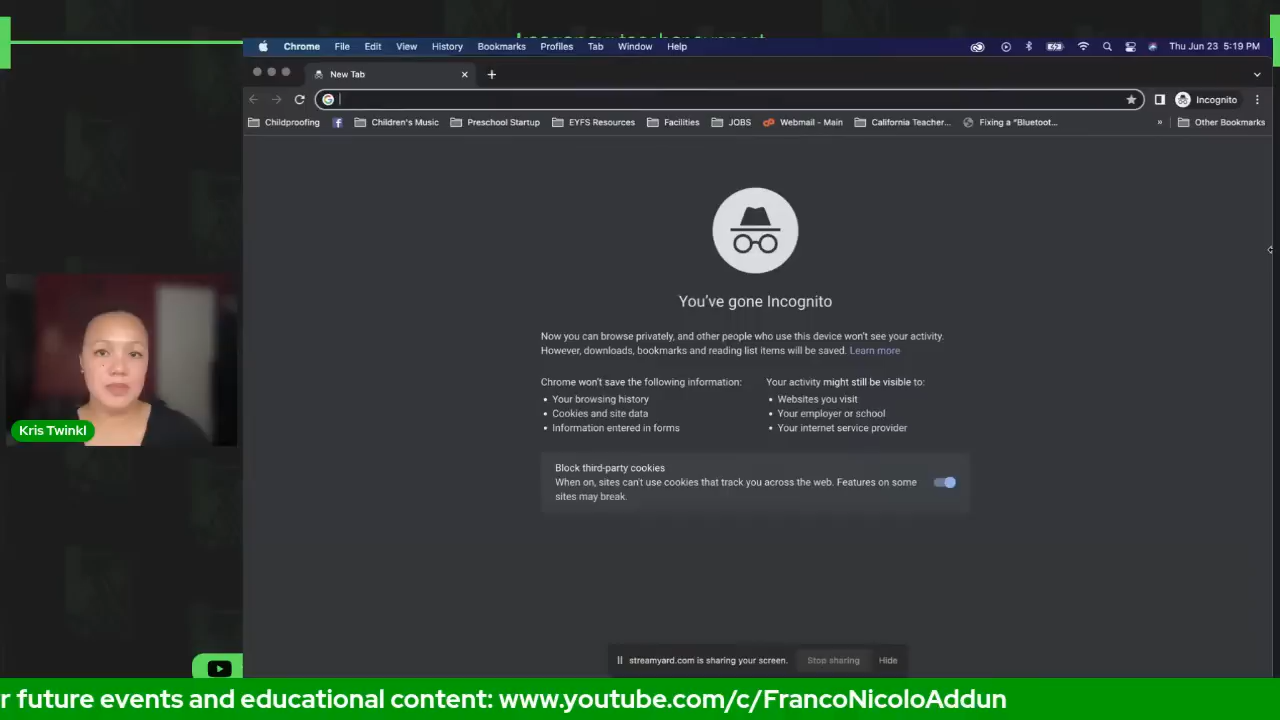 Chrome File Edit View History Bookmarks Profiles Tab Window Help Thu Jun 23 5:19 PM
New Tab
Incognito
Childproofing Children's Music Preschool Startup EYFS Resources Facilities JOBS Webmail - Main California Teacher... Fixing a "Bluetoot... » Other Bookmarks
You've gone Incognito
Now you can browse privately, and other people who use this device won't see your activity.
However, downloads, bookmarks and reading list items will be saved. Learn more
Chrome won't save the following information:
• Your browsing history
• Cookies and site data
• Information entered in forms
Your activity might still be visible to:
• Websites you visit
• Your employer or school
• Your internet service provider
Block third-party cookies
When on, sites can't use cookies that track you across the web. Features on some
sites may break.
Kris Twinkl
streamyard.com is sharing your screen. Stop sharing Hide
r future events and educational content: www.youtube.com/c/FrancoNicoloAddun